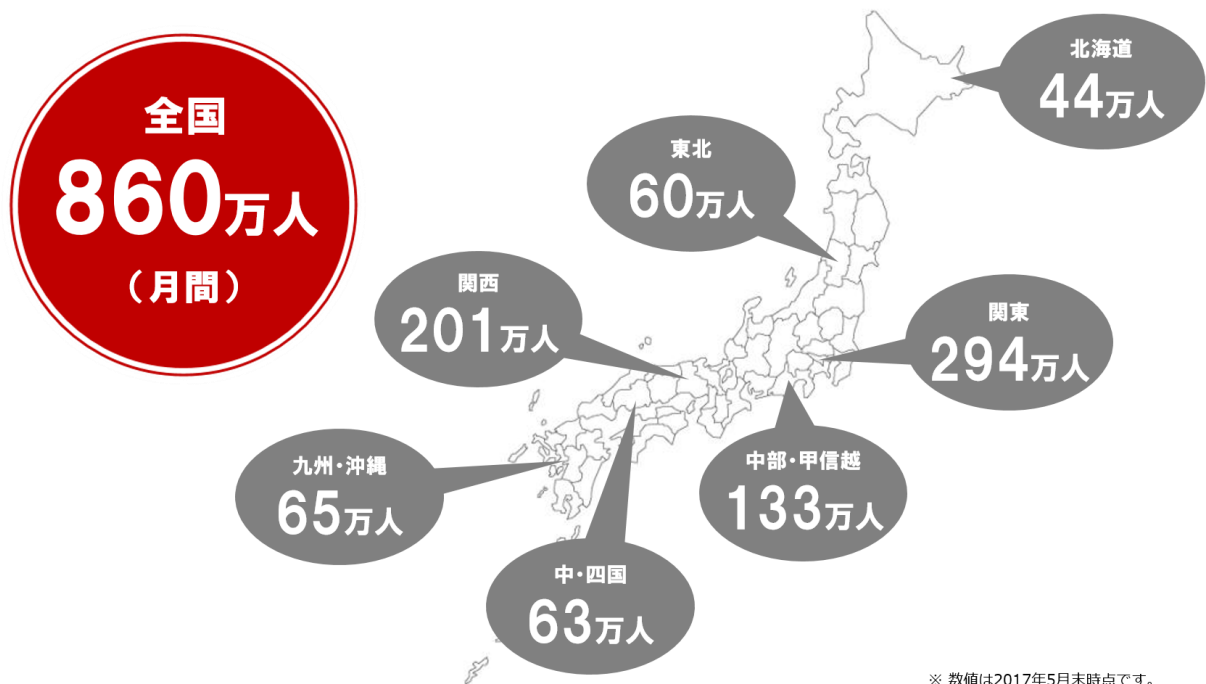 全国
860万人
（月間）
北海道
44万人
東北
60万人
関西
201万人
関東
294万人
九州・沖縄
65万人
中部・甲信越
133万人
中・四国
63万人
※ 数値は2017年5月末時点です。